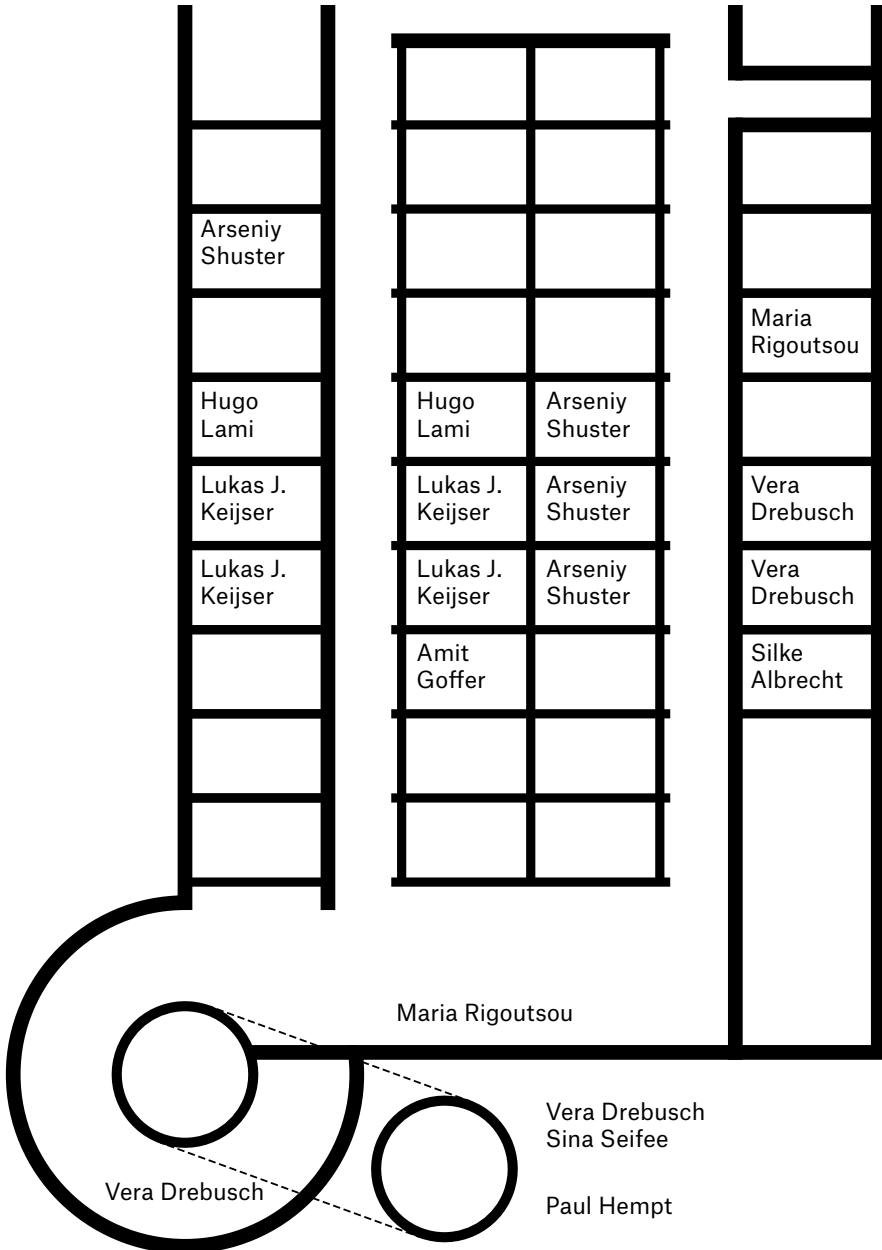 Arseniy
Shuster
Maria
Rigoutsou
Hugo
Lami
Hugo
Lami
Arseniy
Shuster
Lukas J.
Keijser
Lukas J.
Keijser
Arseniy
Shuster
Vera
Drebusch
Lukas J.
Keijser
Lukas J.
Keijser
Arseniy
Shuster
Vera
Drebusch
Amit
Goffer
Silke
Albrecht
Maria Rigoutsou
Vera Drebusch
Sina Seifee
Vera Drebusch
Paul Hempt